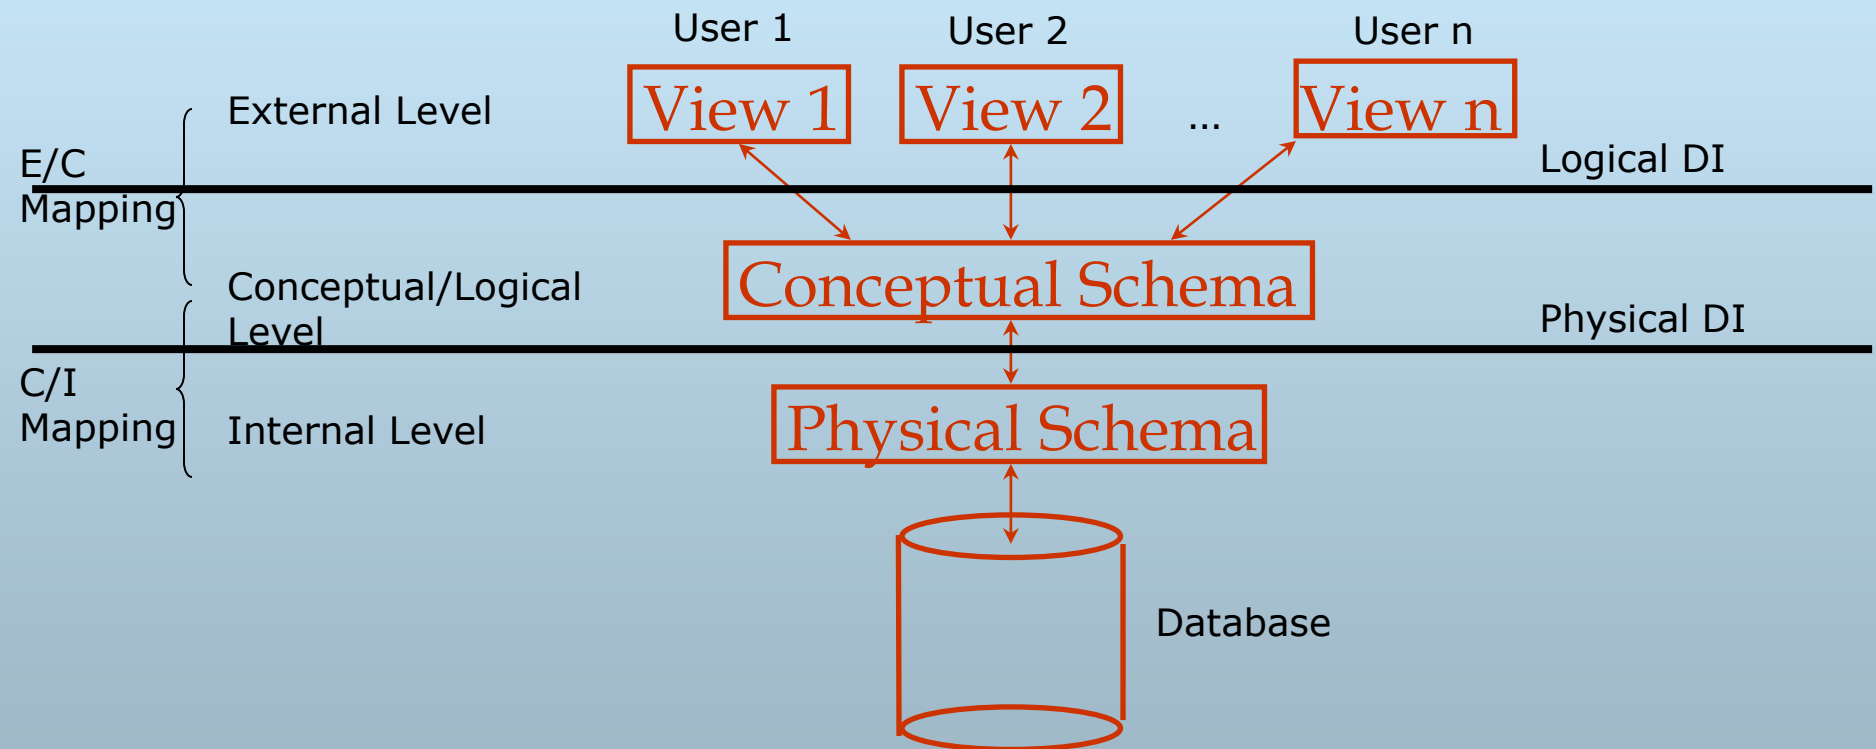 User 1
User 2
User n
External Level
View 1
View 2
...
View n
E/C
Mapping
Logical DI
Conceptual/Logical
Level
Conceptual Schema
Physical DI
C/I
Mapping
Internal Level
Physical Schema
Database